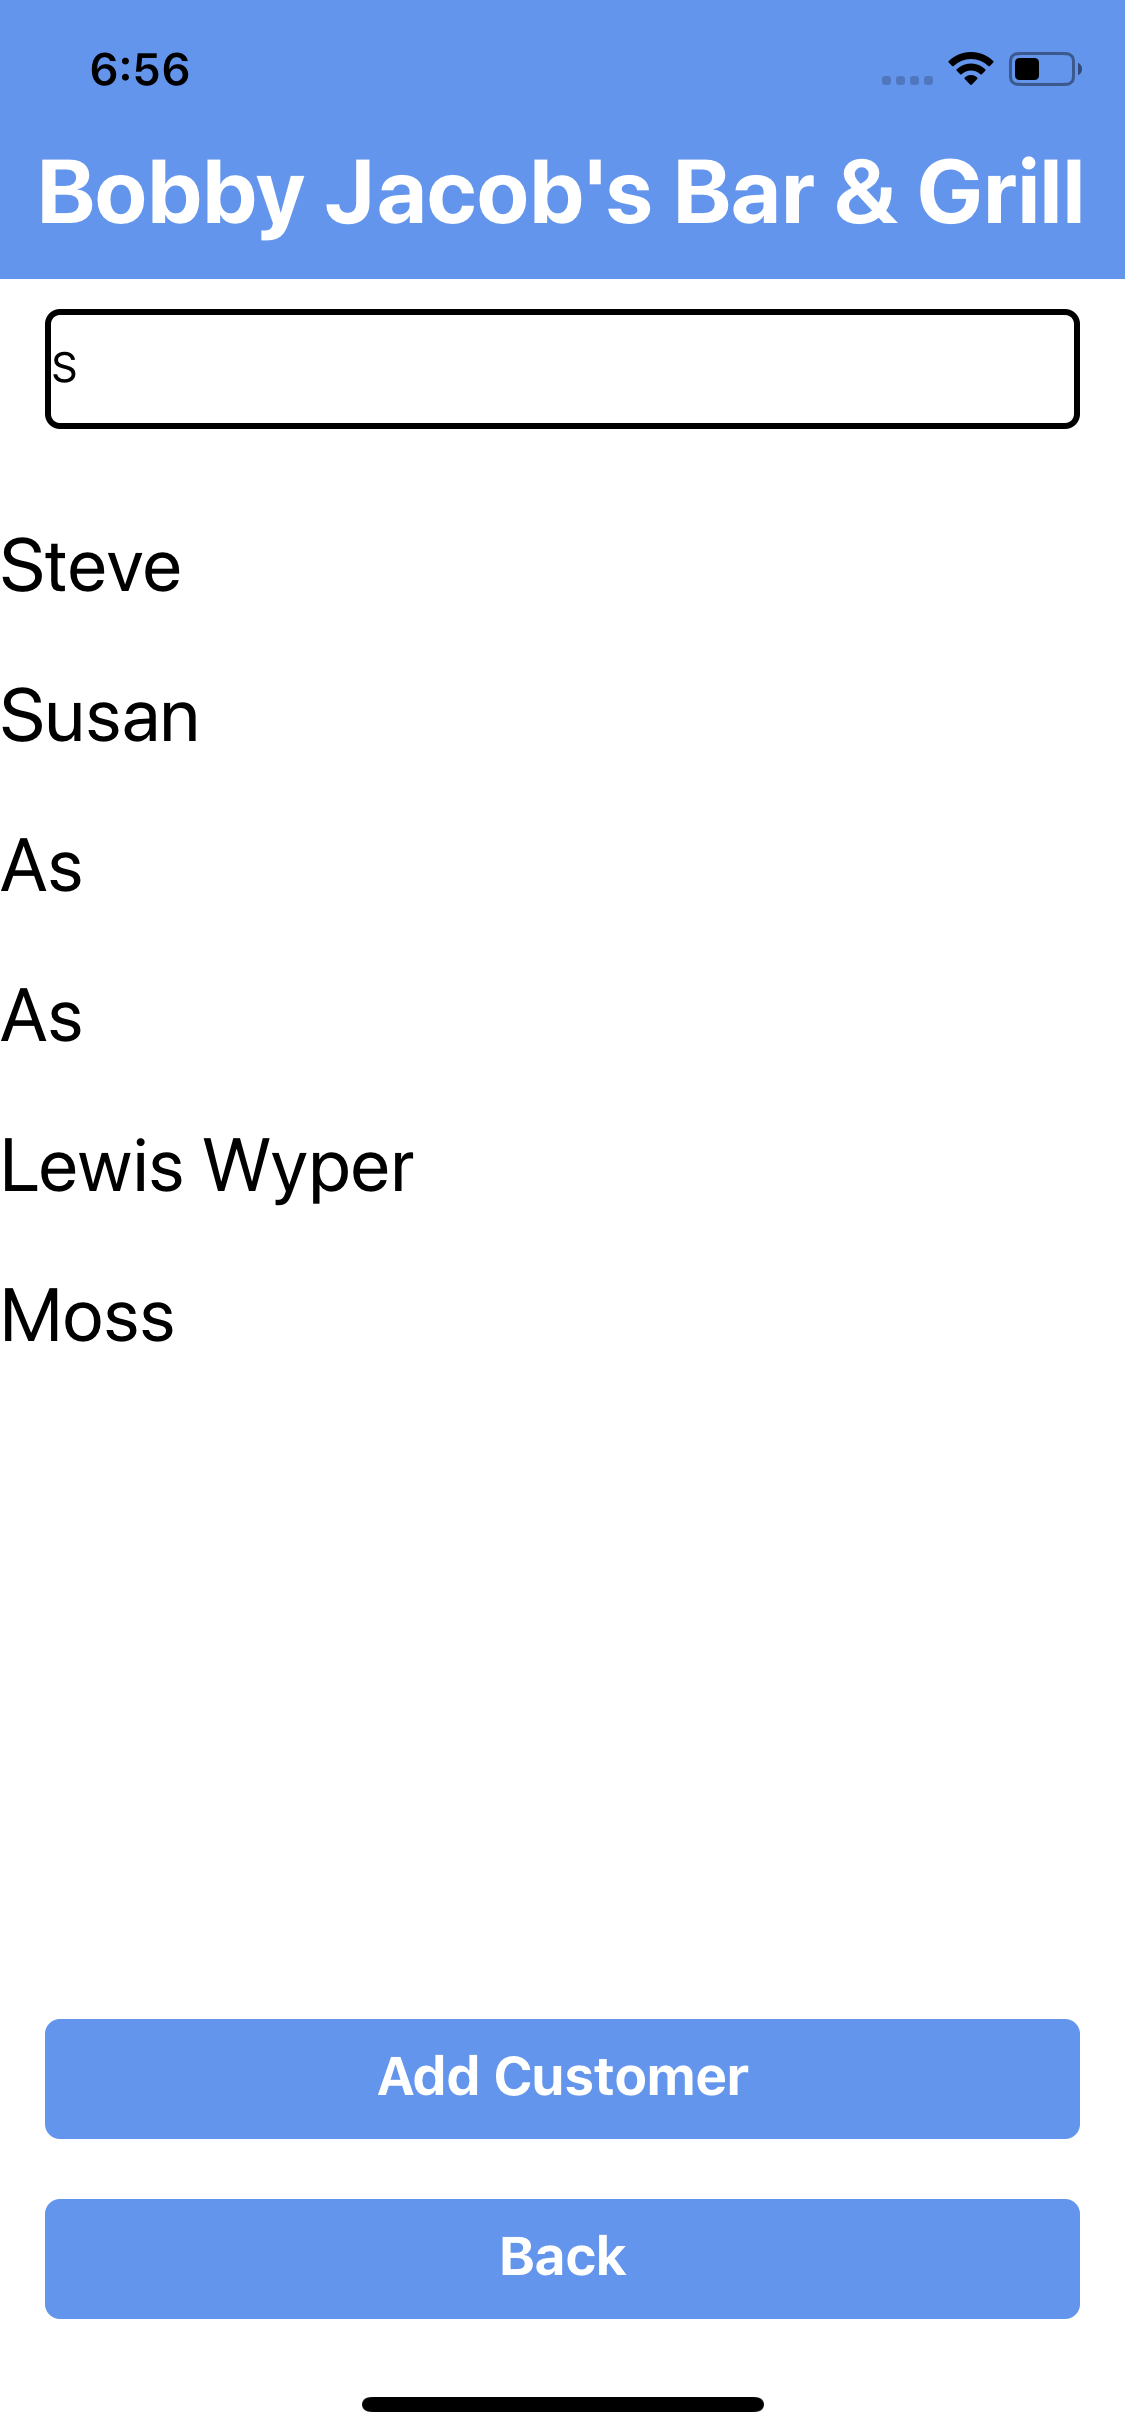 6:56
Bobby Jacob's Bar & Grill
s
Steve
Susan
As
As
Lewis Wyper
Moss
Add Customer
Back